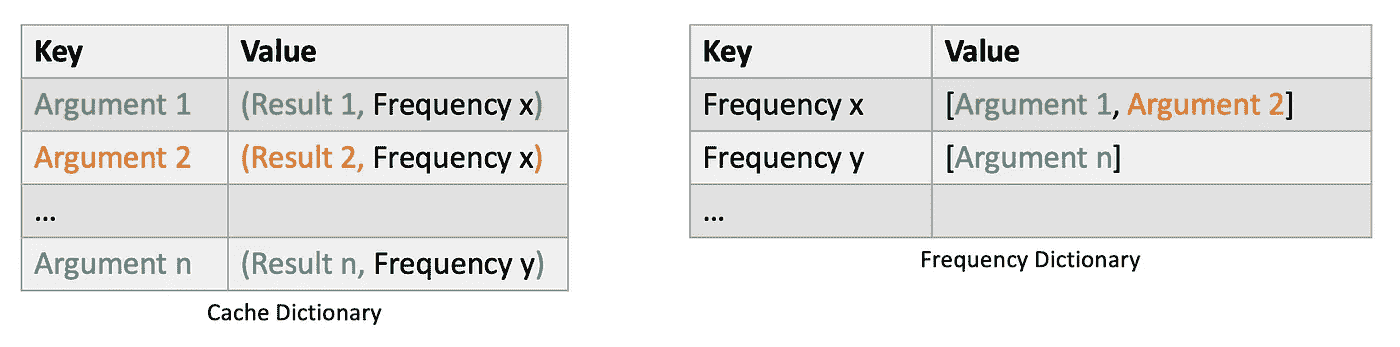 Key Value
Argument 1 (Result 1, Frequency x)
Argument 2 (Result 2, Frequency x)
...
Argument n (Result n, Frequency y)
Cache Dictionary
Key Value
Frequency x [Argument 1, Argument 2]
Frequency y [Argument n]
...
Frequency Dictionary